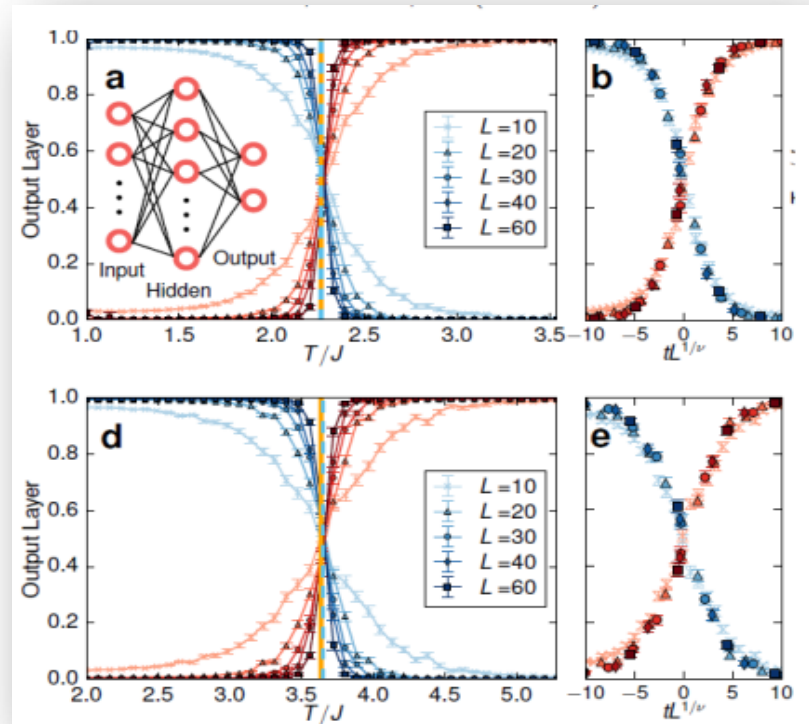 a
b
1.0
0.8
0.6
0.4
0.2
0.0
Output Layer
Input
Hidden
Output
L =10
L =20
L =30
L =40
L =60
1.0 1.5 2.0 2.5 3.0 3.5
T/J
−10 −5 0 5 10
tL^{1/ν}
d
e
1.0
0.8
0.6
0.4
0.2
0.0
Output Layer
L =10
L =20
L =30
L =40
L =60
2.0 2.5 3.0 3.5 4.0 4.5 5.0
T/J
−10 −5 0 5 10
tL^{1/ν}